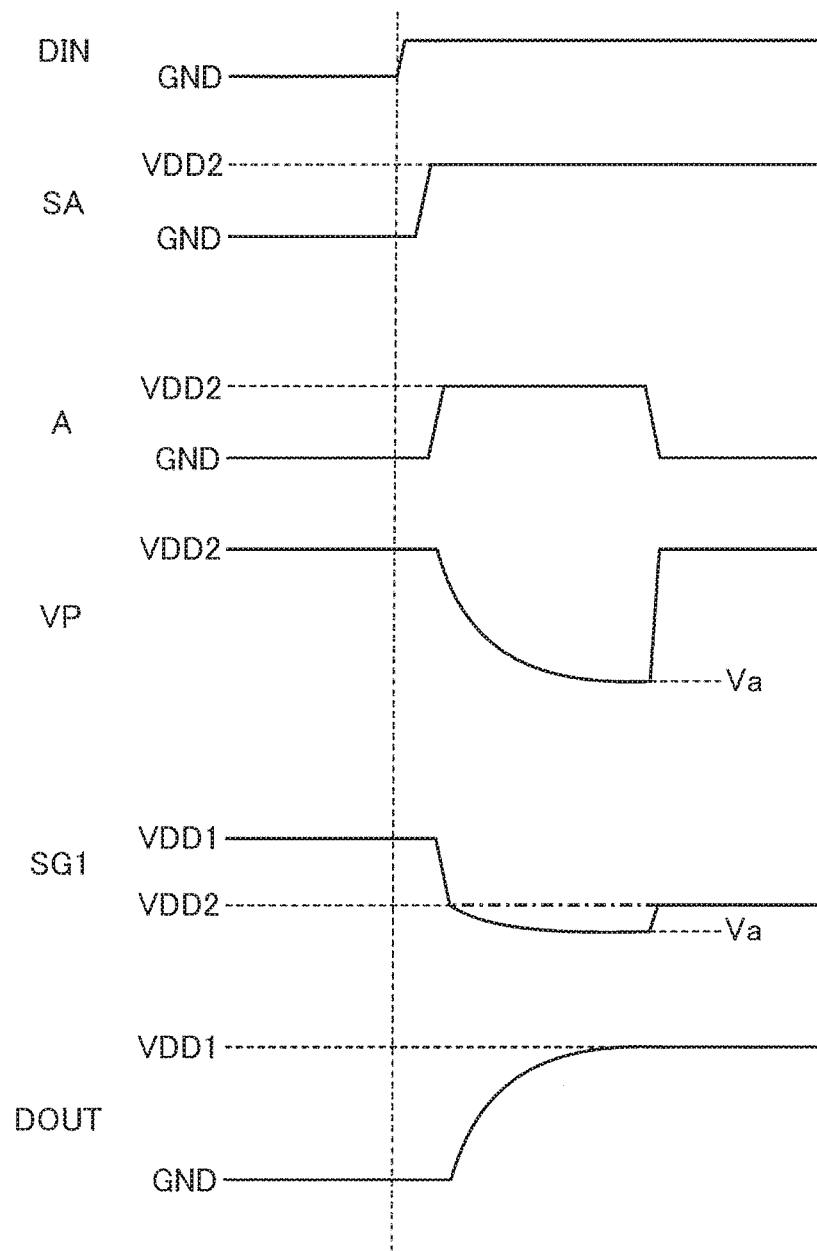 DIN
GND
VDD2
SA
GND
VDD2
A
GND
VDD2
VP
Va
VDD1
SG1
VDD2
Va
VDD1
DOUT
GND